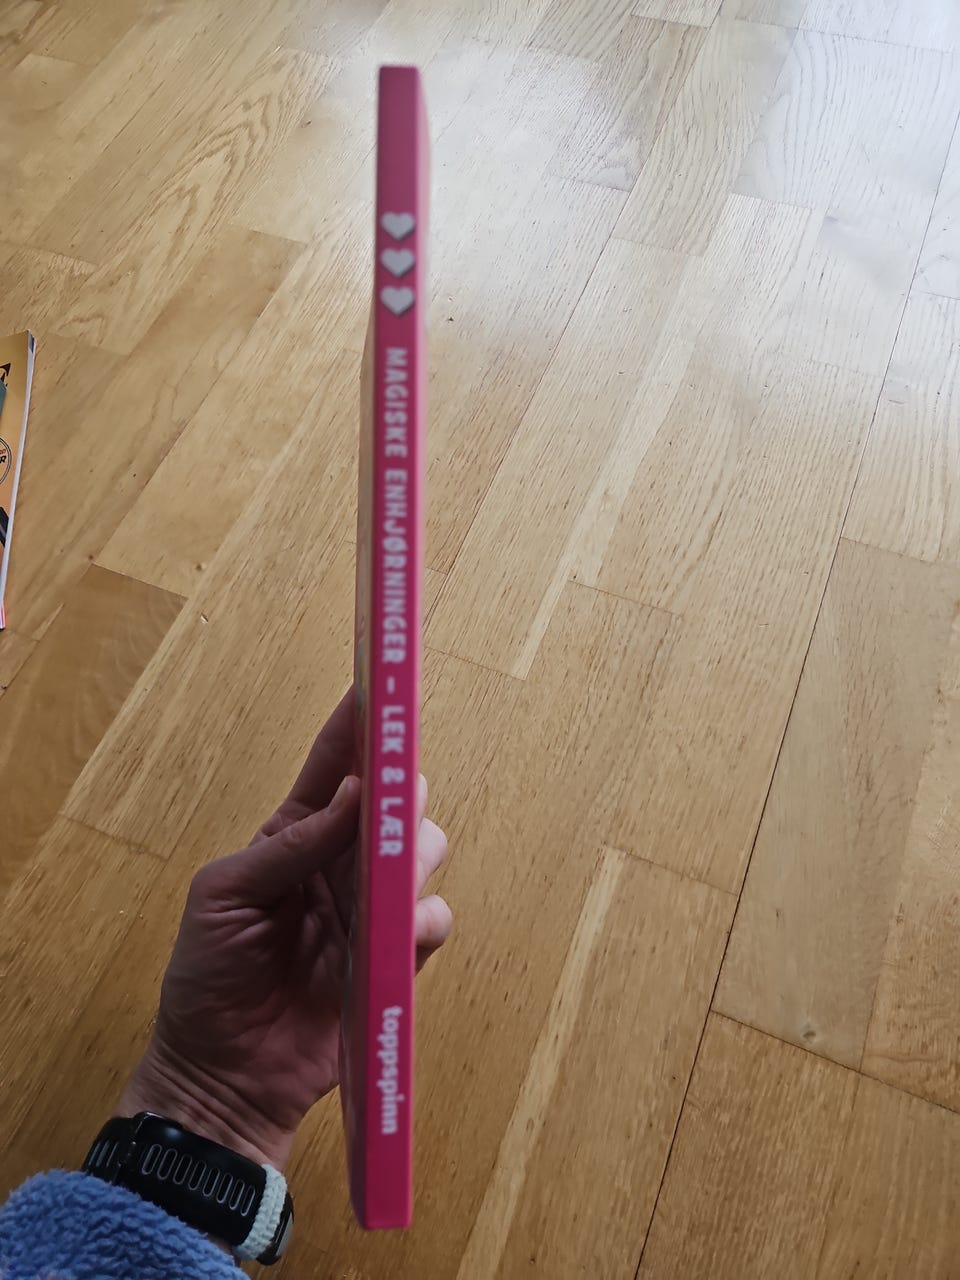 MAGISKE ENHJØRNINGER - LEK & LÆR
toppspinn